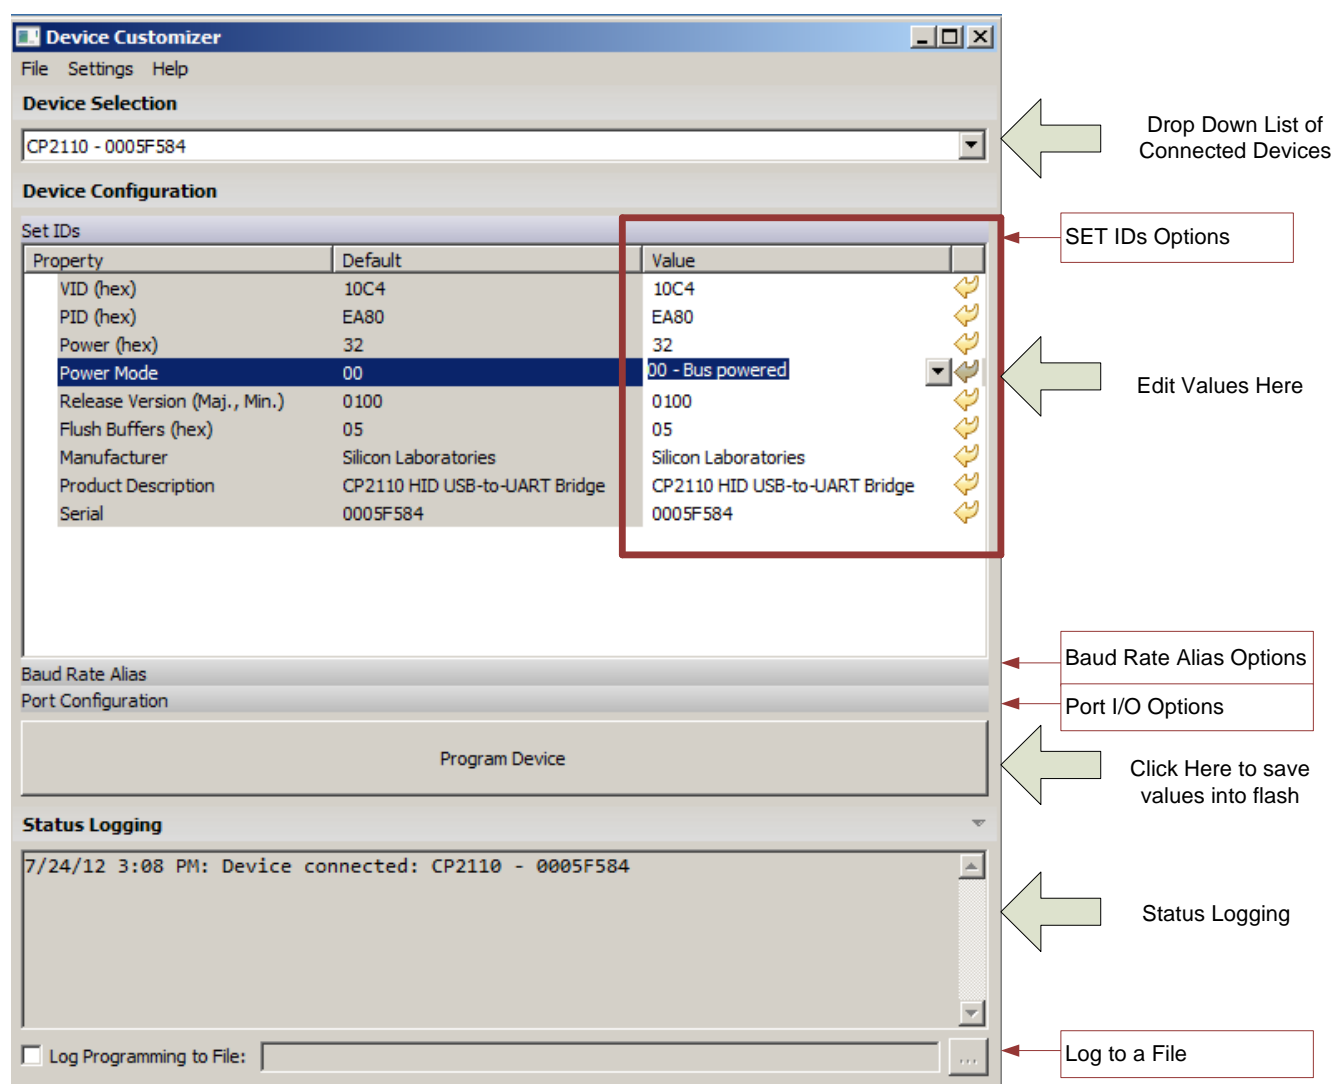 Device Customizer
File Settings Help
Device Selection
CP2110 - 0005F584
Drop Down List of
Connected Devices
Device Configuration
Set IDs
SET IDs Options
Property Default Value
VID (hex) 10C4 10C4
PID (hex) EA80 EA80
Power (hex) 32 32
Power Mode 00 00 - Bus powered
Edit Values Here
Release Version (Maj., Min.) 0100 0100
Flush Buffers (hex) 05 05
Manufacturer Silicon Laboratories Silicon Laboratories
Product Description CP2110 HID USB-to-UART Bridge CP2110 HID USB-to-UART Bridge
Serial 0005F584 0005F584
Baud Rate Alias
Baud Rate Alias Options
Port Configuration
Port I/O Options
Program Device
Click Here to save
values into flash
Status Logging
7/24/12 3:08 PM: Device connected: CP2110 - 0005F584
Status Logging
Log Programming to File: ...
Log to a File